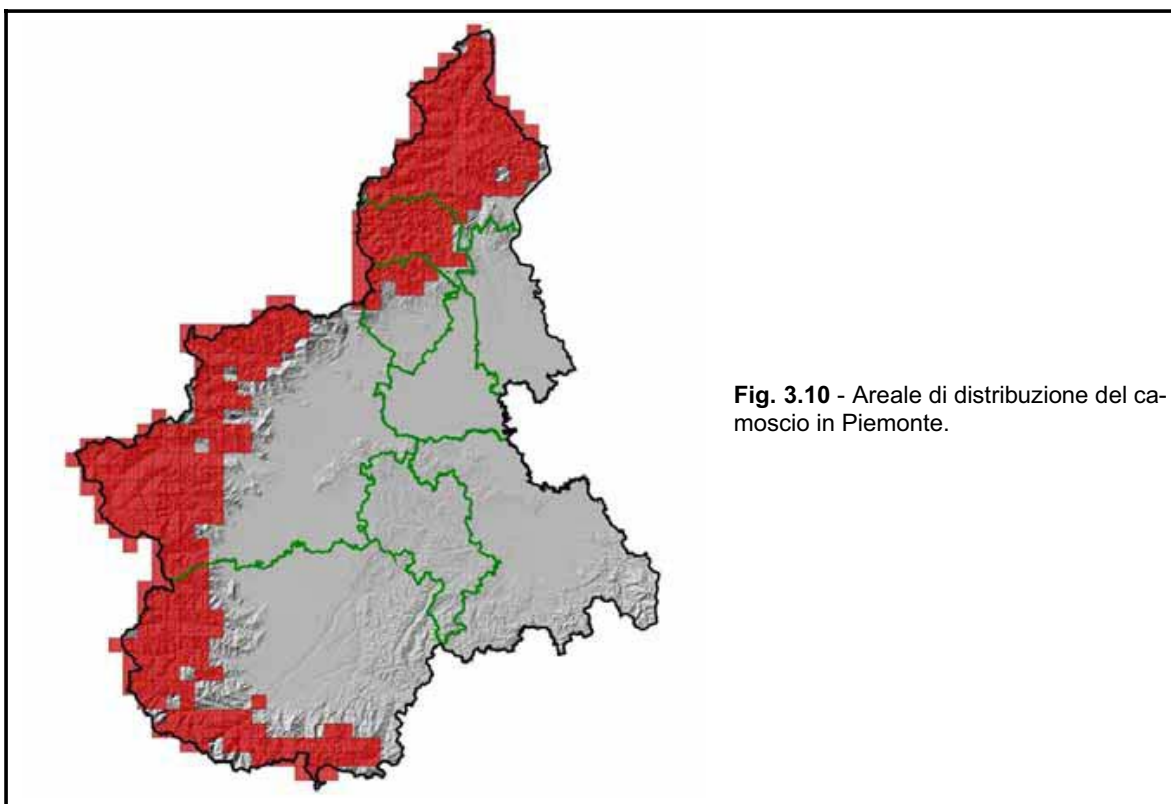 Fig. 3.10 - Areale di distribuzione del ca-
moscio in Piemonte.